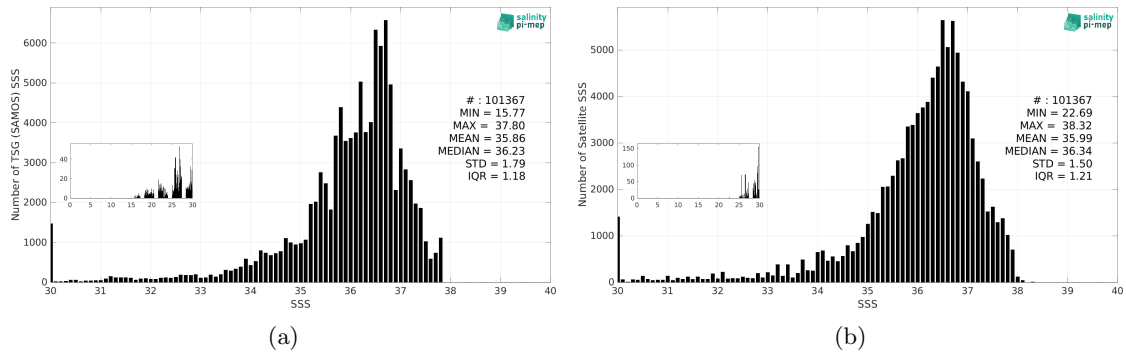 salinity
pi-mep
6000
5000
4000
3000
2000
1000
0
Number of TSG (SAMOS) SSS
# : 101367
MIN = 15.77
MAX = 37.80
MEAN = 35.86
MEDIAN = 36.23
STD = 1.79
IQR = 1.18
40
20
0
0 5 10 15 20 25 30
30 31 32 33 34 35 36 37 38 39 40
SSS
(a)
salinity
pi-mep
5000
4000
3000
2000
1000
0
Number of Satellite SSS
# : 101367
MIN = 22.69
MAX = 38.32
MEAN = 35.99
MEDIAN = 36.34
STD = 1.50
IQR = 1.21
150
100
50
0
0 5 10 15 20 25 30
30 31 32 33 34 35 36 37 38 39 40
SSS
(b)